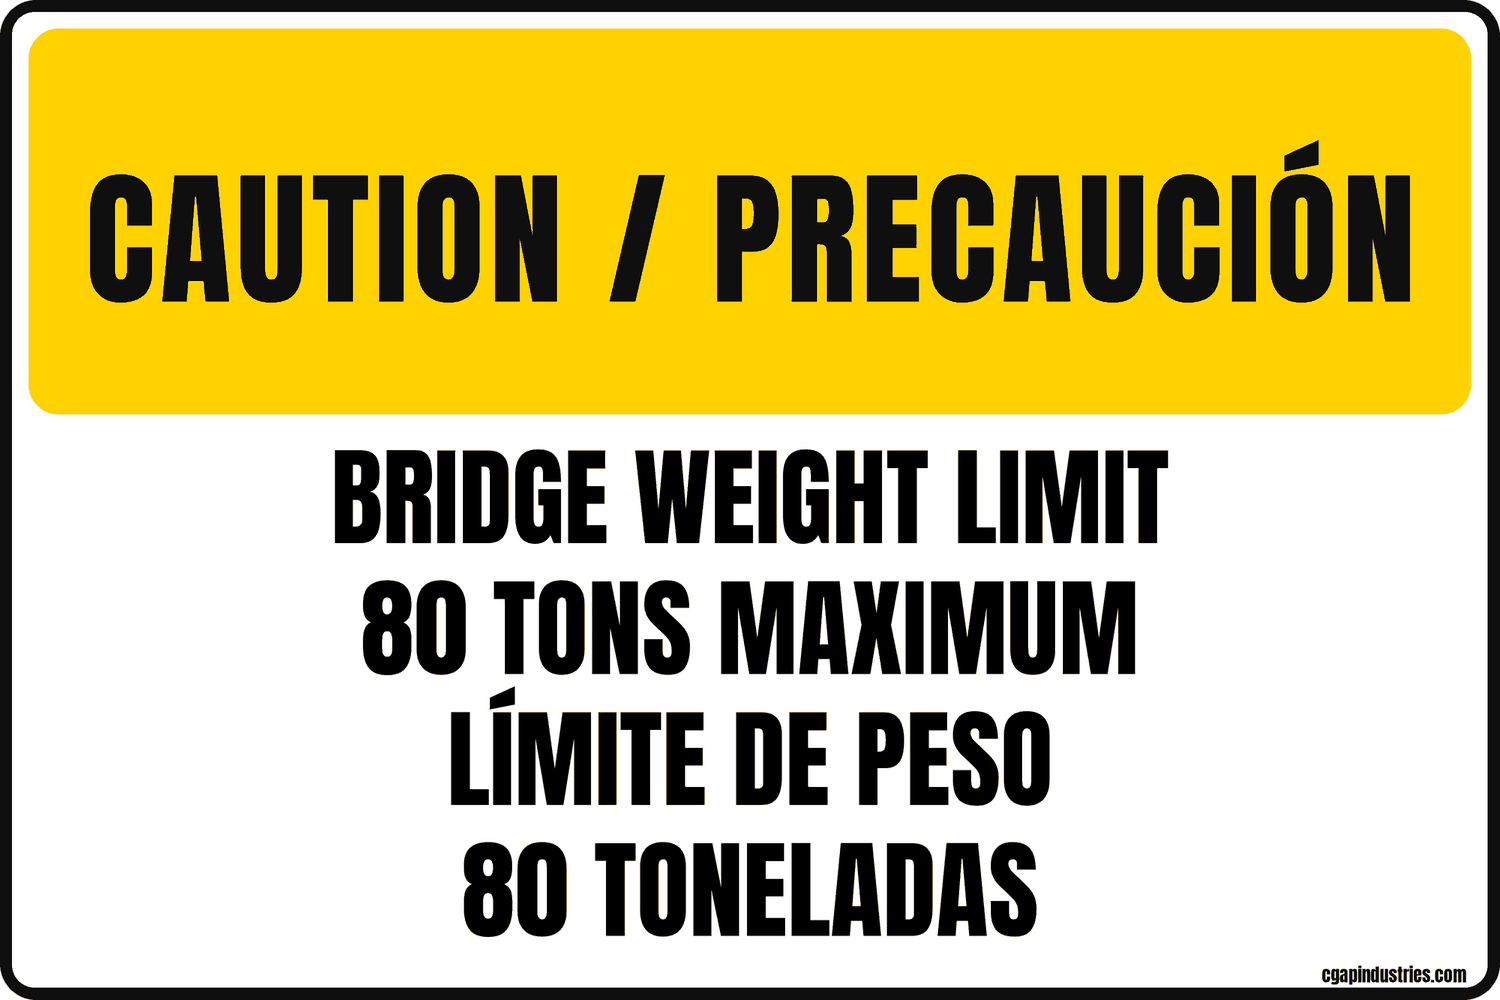 CAUTION / PRECAUCIÓN
BRIDGE WEIGHT LIMIT
80 TONS MAXIMUM
LÍMITE DE PESO
80 TONELADAS
cgapindustries.com